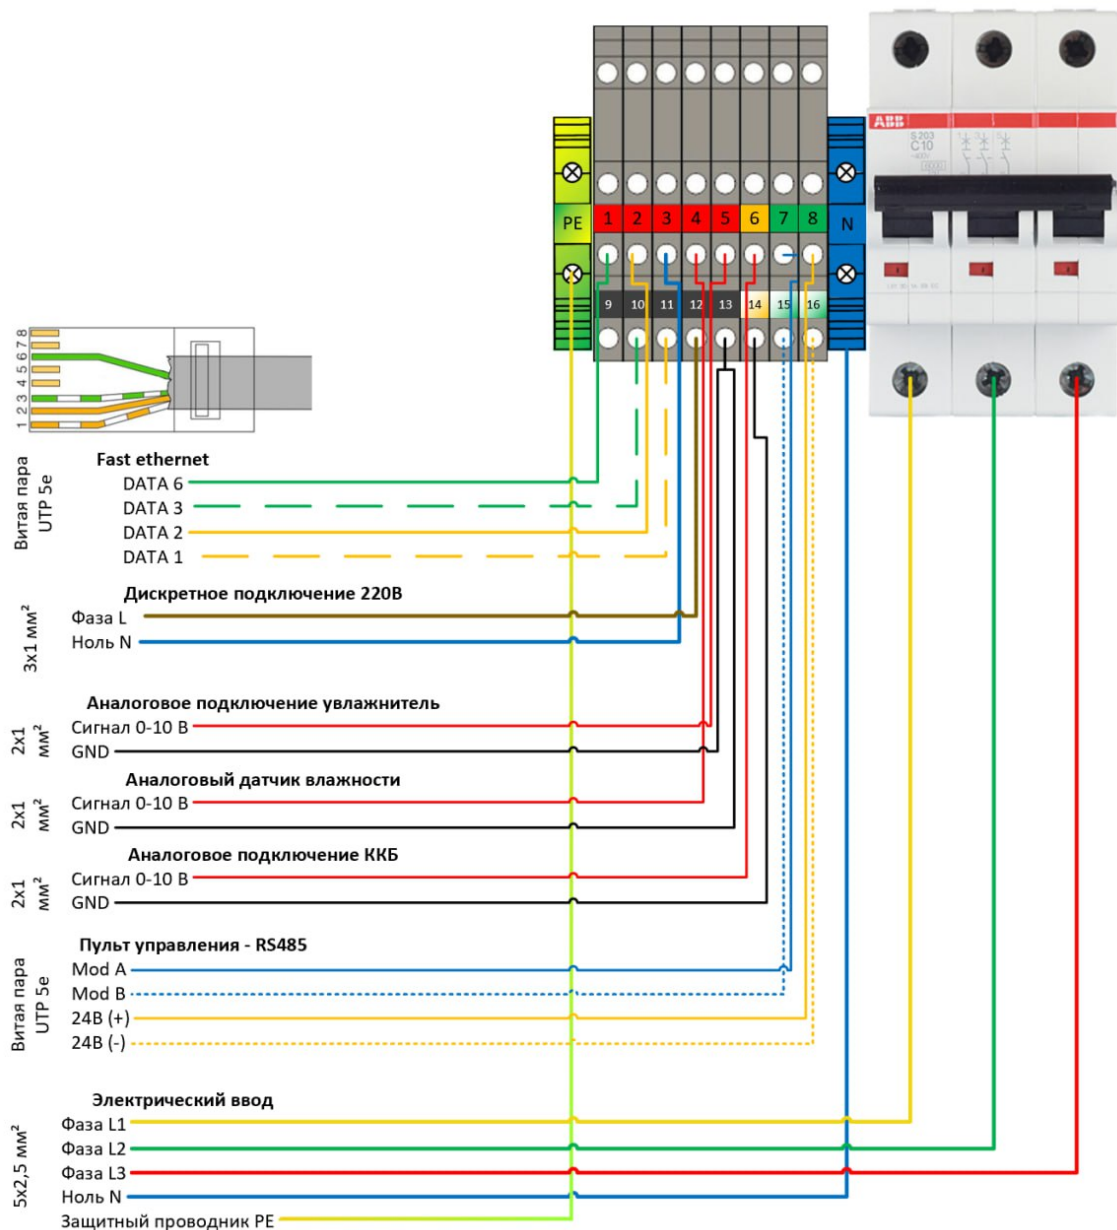 ABB
S203
C10
~400V
6000
PE
1 2 3 4 5 6 7 8
N
9 10 11 12 13 14 15 16
8
7
6
5
4
3
2
1
Витая пара
UTP 5e
Fast ethernet
DATA 6
DATA 3
DATA 2
DATA 1
3x1 мм²
Дискретное подключение 220В
Фаза L
Ноль N
2x1
мм²
Аналоговое подключение увлажнитель
Сигнал 0-10 В
GND
2x1
мм²
Аналоговый датчик влажности
Сигнал 0-10 В
GND
2x1
мм²
Аналоговое подключение ККБ
Сигнал 0-10 В
GND
Витая пара
UTP 5e
Пульт управления - RS485
Mod A
Mod B
24В (+)
24В (-)
5x2,5 мм²
Электрический ввод
Фаза L1
Фаза L2
Фаза L3
Ноль N
Защитный проводник PE